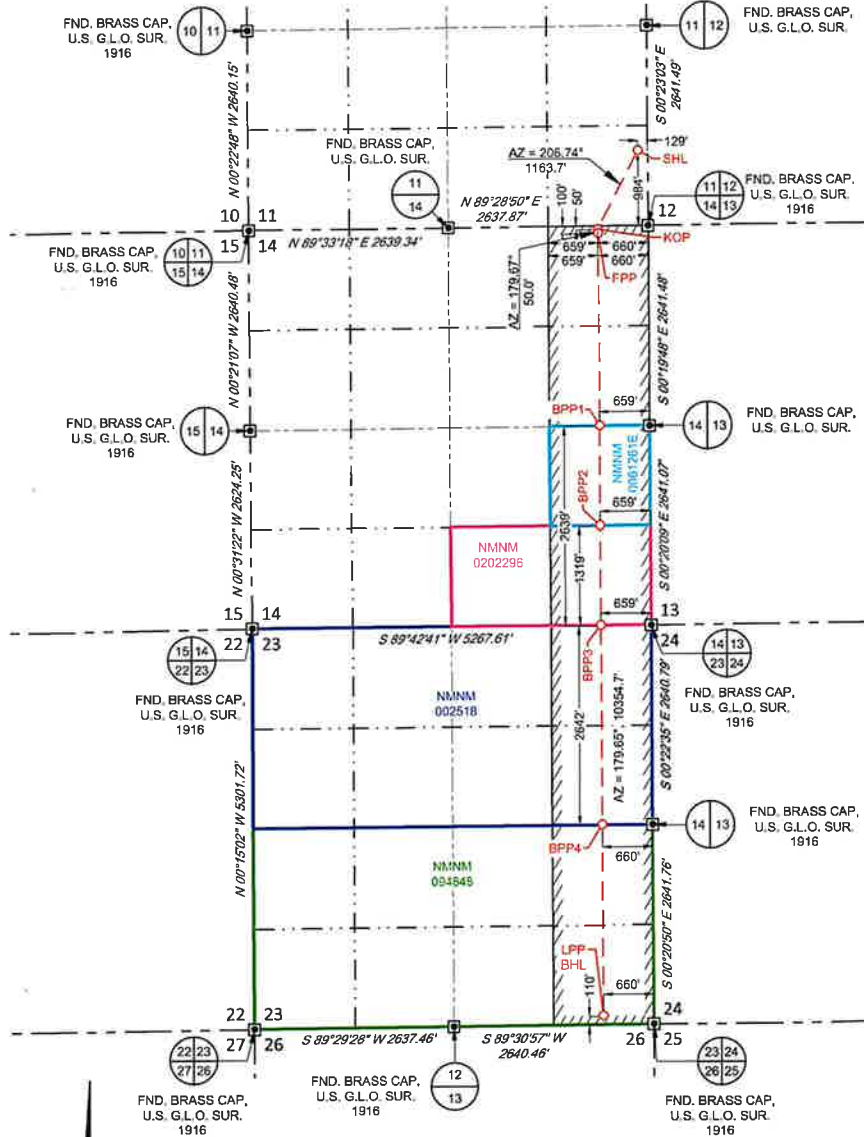 FND. BRASS CAP,
U.S. G.L.O. SUR.
1916
10 11
11 12
FND. BRASS CAP,
U.S. G.L.O. SUR.
N 00°22'48" W 2640.15'
S 00°23'03" E
2641.49'
FND. BRASS CAP,
U.S. G.L.O. SUR.
11
14
AZ = 206.74°
1163.7'
129'
SHL
984'
100'
50'
N 89°28'50" E
2637.87'
11 12
14 13
FND. BRASS CAP,
U.S. G.L.O. SUR.
1916
10 11
15 14
12
N 89°33'18" E 2639.34'
FND. BRASS CAP,
U.S. G.L.O. SUR.
1916
10 11
15 14
659' 660'
659' 660'
KOP
FPP
AZ = 179.67°
50.0'
N 00°21'07" W 2640.48'
S 00°19'48" E 2641.48'
FND. BRASS CAP,
U.S. G.L.O. SUR.
1916
15 14
BPP1
659'
14 13
FND. BRASS CAP,
U.S. G.L.O. SUR.
N 00°31'22" W 2624.25'
NMNM
0061261E
BPP2
659'
2639'
1319'
S 00°20'09" E 2641.07'
NMNM
0202296
659'
15 14
22 23
13
24
S 89°42'41" W 5267.61'
BPP3
15 14
22 23
FND. BRASS CAP,
U.S. G.L.O. SUR.
1916
14 13
23 24
FND. BRASS CAP,
U.S. G.L.O. SUR.
1916
NMNM
002518
2642'
AZ = 179.65°, 10354.7'
S 00°22'35" E 2640.79'
N 00°15'02" W 5301.72'
BPP4
660'
14 13
FND. BRASS CAP,
U.S. G.L.O. SUR.
1916
NMNM
094848
S 00°20'50" E 2641.76'
LPP
BHL
110'
660'
22 23
27 26
24
26 25
S 89°29'28" W 2637.46'
S 89°30'57" W
2640.46'
22 23
27 26
FND. BRASS CAP,
U.S. G.L.O. SUR.
1916
FND. BRASS CAP,
U.S. G.L.O. SUR.
1916
12
13
23 24
26 25
FND. BRASS CAP,
U.S. G.L.O. SUR.
1916